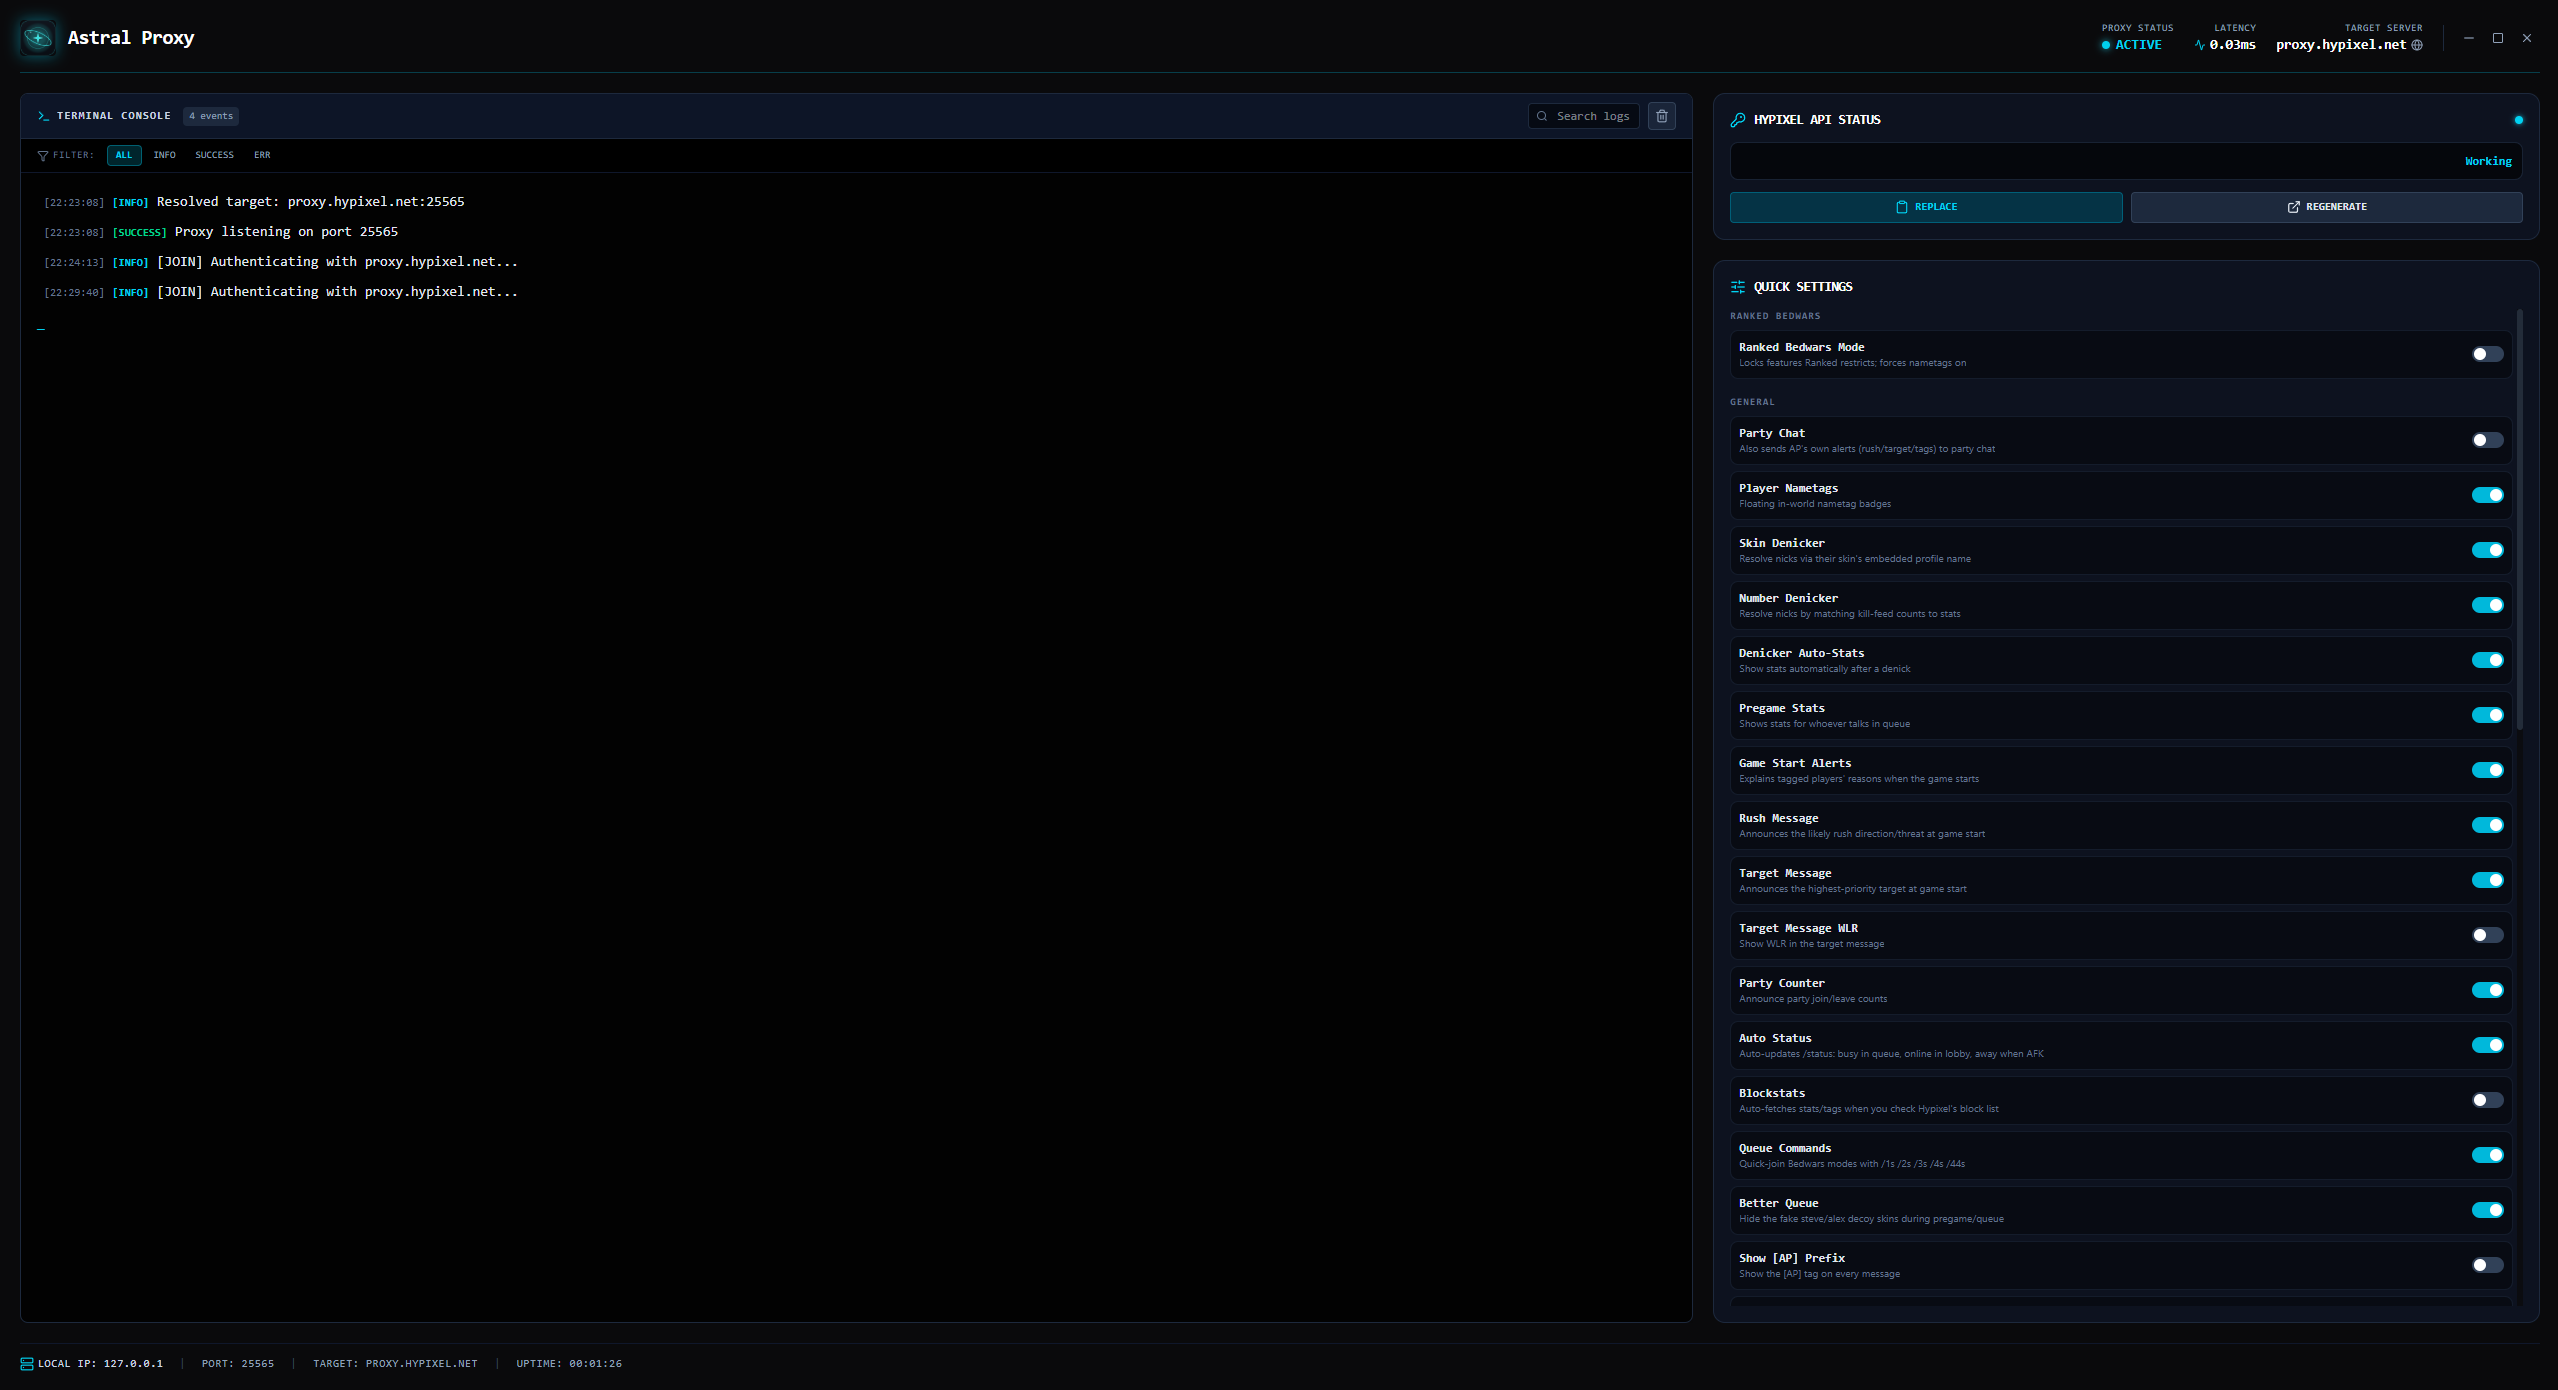 Astral Proxy
PROXY STATUS
ACTIVE
LATENCY
0.03ms
TARGET SERVER
proxy.hypixel.net
TERMINAL CONSOLE 4 events
Search logs
FILTER: ALL INFO SUCCESS ERR
[22:23:08] [INFO] Resolved target: proxy.hypixel.net:25565
[22:23:08] [SUCCESS] Proxy listening on port 25565
[22:24:13] [INFO] [JOIN] Authenticating with proxy.hypixel.net...
[22:29:40] [INFO] [JOIN] Authenticating with proxy.hypixel.net...
_
HYPIXEL API STATUS
Working
REPLACE
REGENERATE
QUICK SETTINGS
RANKED BEDWARS
Ranked Bedwars Mode
Locks features Ranked restricts; forces nametags on
GENERAL
Party Chat
Also sends AP's own alerts (rush/target/tags) to party chat
Player Nametags
Floating in-world nametag badges
Skin Denicker
Resolve nicks via their skin's embedded profile name
Number Denicker
Resolve nicks by matching kill-feed counts to stats
Denicker Auto-Stats
Show stats automatically after a denick
Pregame Stats
Shows stats for whoever talks in queue
Game Start Alerts
Explains tagged players' reasons when the game starts
Rush Message
Announces the likely rush direction/threat at game start
Target Message
Announces the highest-priority target at game start
Target Message WLR
Show WLR in the target message
Party Counter
Announce party join/leave counts
Auto Status
Auto-updates /status: busy in queue, online in lobby, away when AFK
Blockstats
Auto-fetches stats/tags when you check Hypixel's block list
Queue Commands
Quick-join Bedwars modes with /1s /2s /3s /4s /44s
Better Queue
Hide the fake steve/alex decoy skins during pregame/queue
Show [AP] Prefix
Show the [AP] tag on every message
LOCAL IP: 127.0.0.1 | PORT: 25565 | TARGET: PROXY.HYPIXEL.NET | UPTIME: 00:01:26